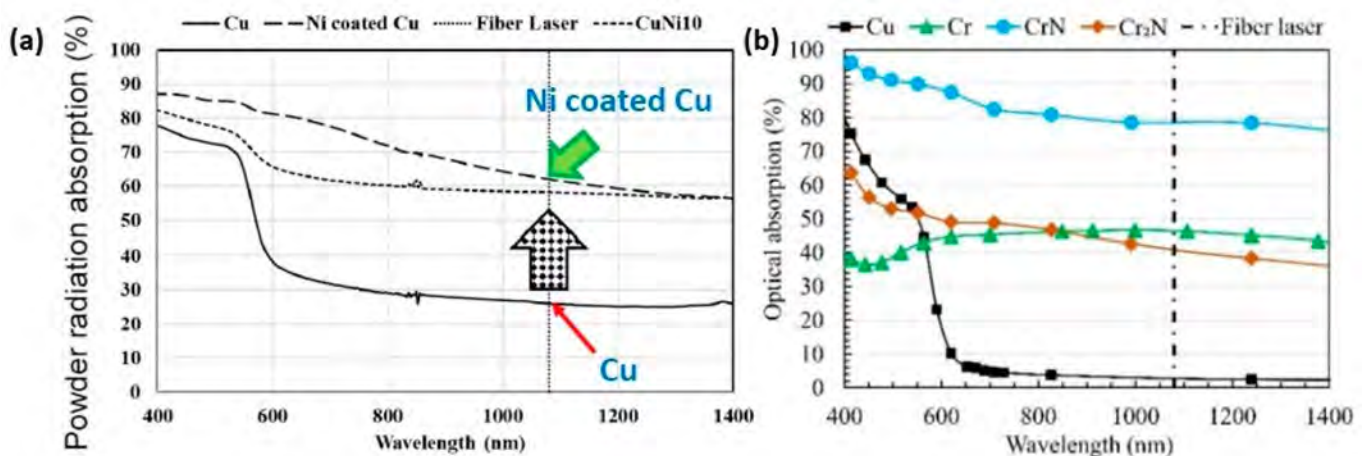 (a)
Cu Ni coated Cu Fiber Laser CuNi10
Powder radiation absorption (%)
100
90
80
70
60
50
40
30
20
10
0
Ni coated Cu
Cu
400 600 800 1000 1200 1400
Wavelength (nm)
(b)
Cu Cr CrN Cr₂N Fiber laser
Optical absorption (%)
100
90
80
70
60
50
40
30
20
10
0
400 600 800 1000 1200 1400
Wavelength (nm)